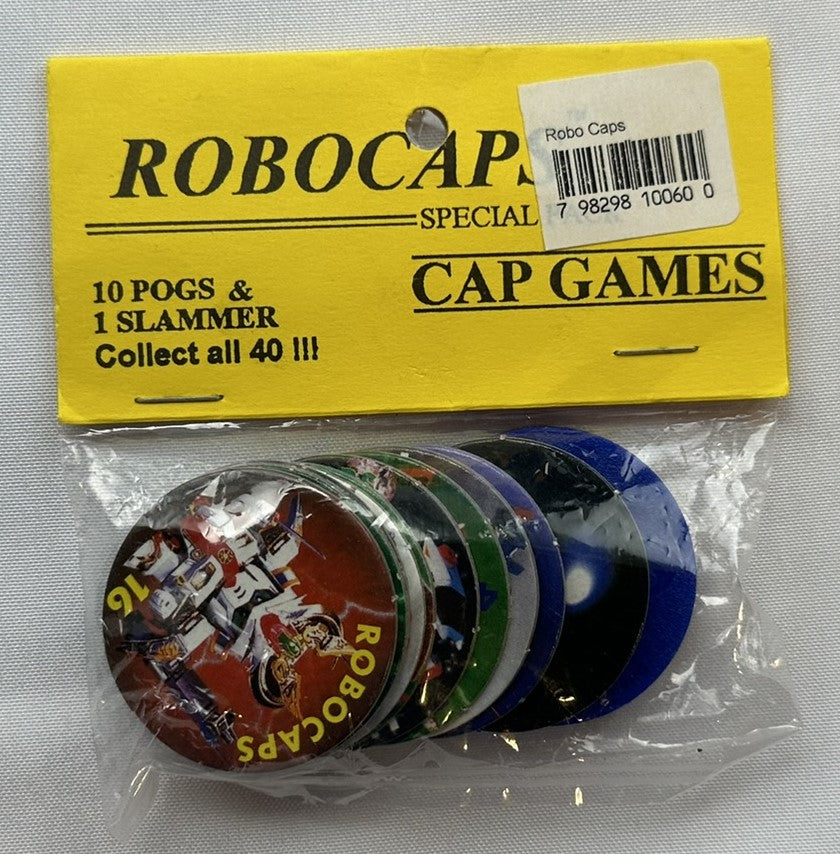 ROBOCAPS
Robo Caps
7 98298 10060 0
SPECIAL
CAP GAMES
10 POGS &
1 SLAMMER
Collect all 40 !!!
16
ROBOCAPS